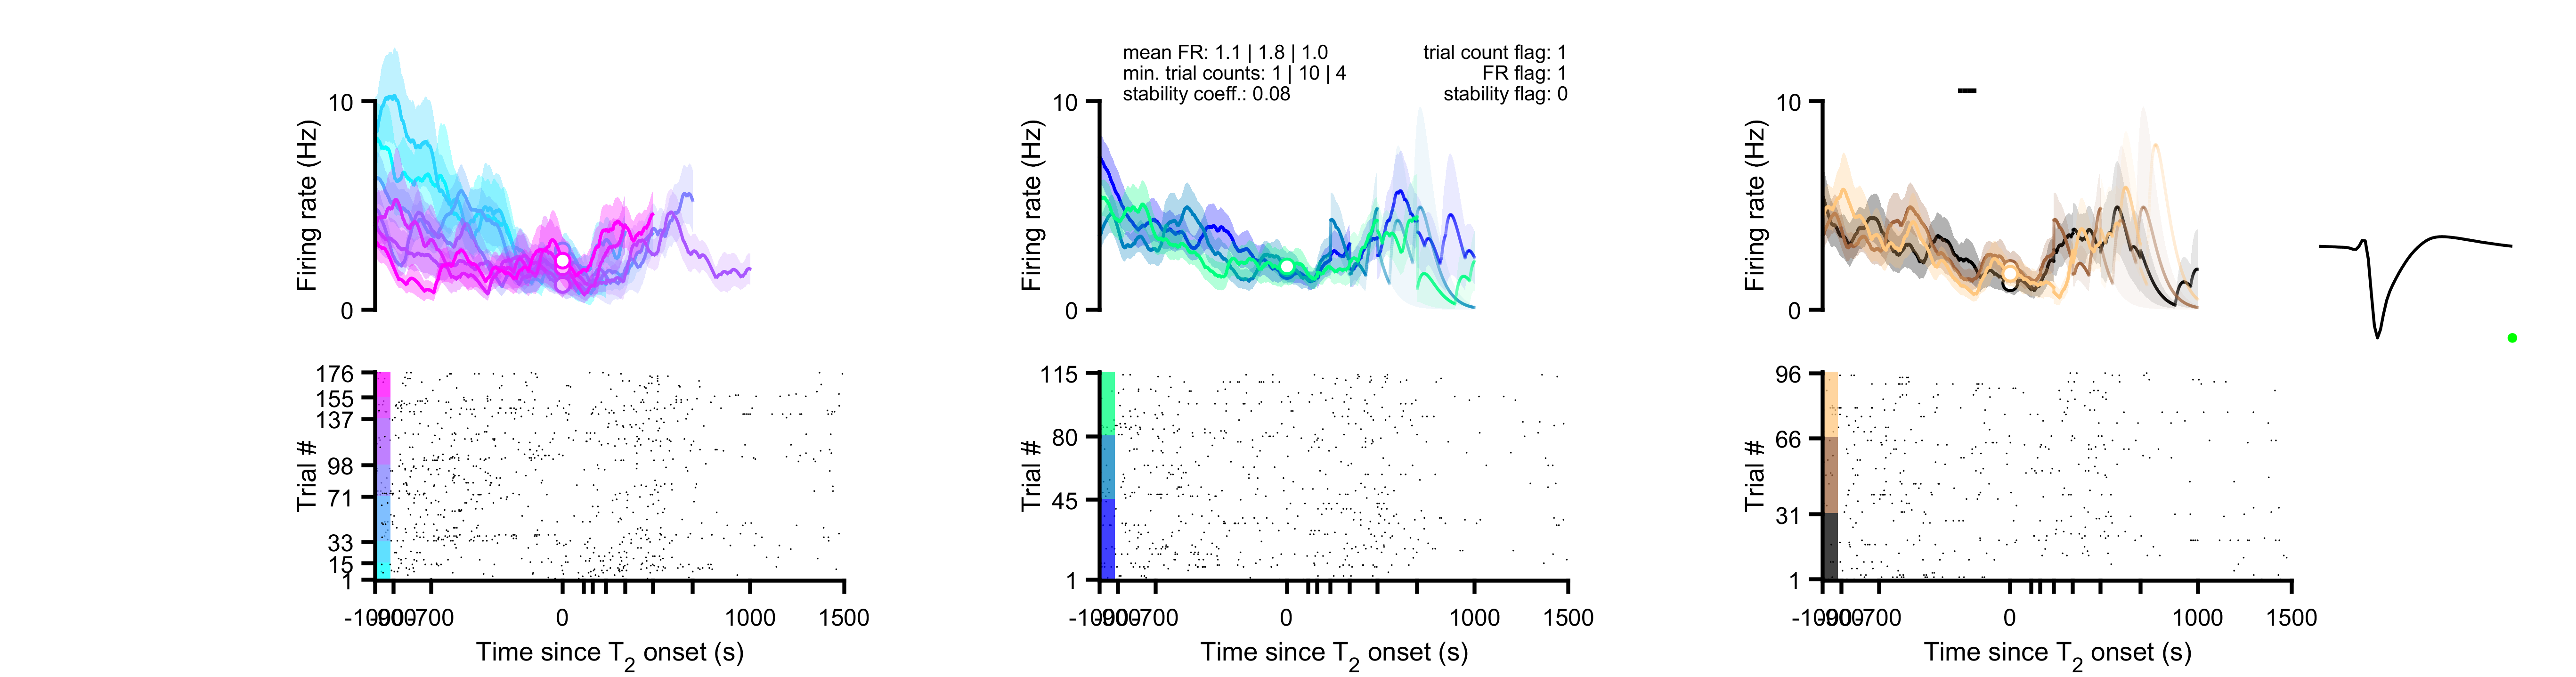 mean FR: 1.1 | 1.8 | 1.0
min. trial counts: 1 | 10 | 4
stability coeff.: 0.08
trial count flag: 1
FR flag: 1
stability flag: 0
Firing rate (Hz)
10
0
Firing rate (Hz)
10
0
Firing rate (Hz)
10
0
Trial #
176
155
137
98
71
33
15
1
-700
0
1000
1500
Time since T2 onset (s)
Trial #
115
80
45
1
-700
0
1000
1500
Time since T2 onset (s)
Trial #
96
66
31
1
-700
0
1000
1500
Time since T2 onset (s)